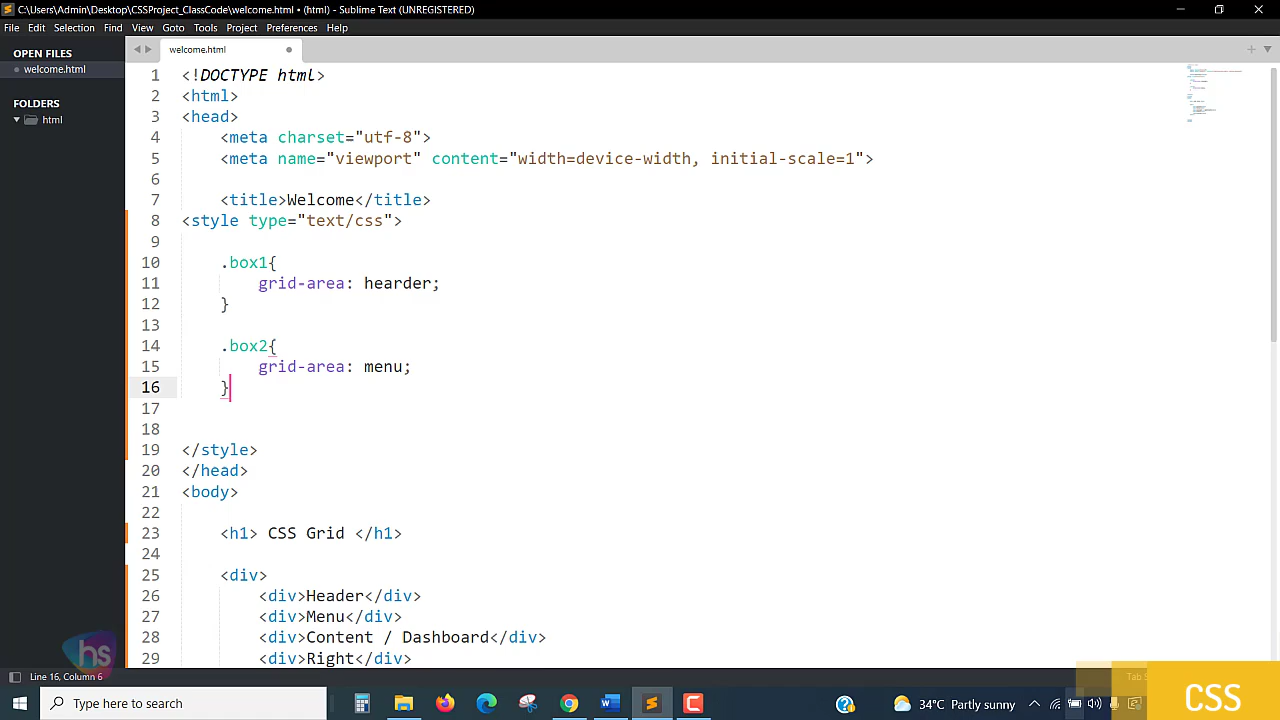 C:\Users\Admin\Desktop\CSSProject_ClassCode\welcome.html • (html) - Sublime Text (UNREGISTERED)
File Edit Selection Find View Goto Tools Project Preferences Help
OPEN FILES
welcome.html
FOLDERS
html
welcome.html
1 <!DOCTYPE html>
2 <html>
3 <head>
4 <meta charset="utf-8">
5 <meta name="viewport" content="width=device-width, initial-scale=1">
6
7 <title>Welcome</title>
8 <style type="text/css">
9
10 .box1{
11 grid-area: hearder;
12 }
13
14 .box2{
15 grid-area: menu;
16 }
17
18
19 </style>
20 </head>
21 <body>
22
23 <h1> CSS Grid </h1>
24
25 <div>
26 <div>Header</div>
27 <div>Menu</div>
28 <div>Content / Dashboard</div>
29 <div>Right</div>
hs
Line 16, Column 6
Tab S
Type here to search
34°C Partly sunny
CSS